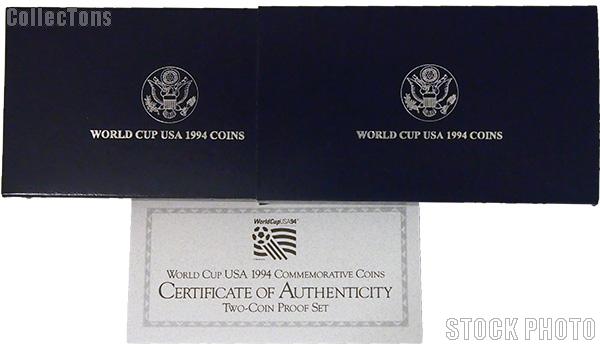 CollecTons
WORLD CUP USA 1994 COINS
WORLD CUP USA 1994 COINS
WorldCupUSA94
WORLD CUP USA 1994 COMMEMORATIVE COINS
CERTIFICATE OF AUTHENTICITY
TWO-COIN PROOF SET
STOCK PHOTO